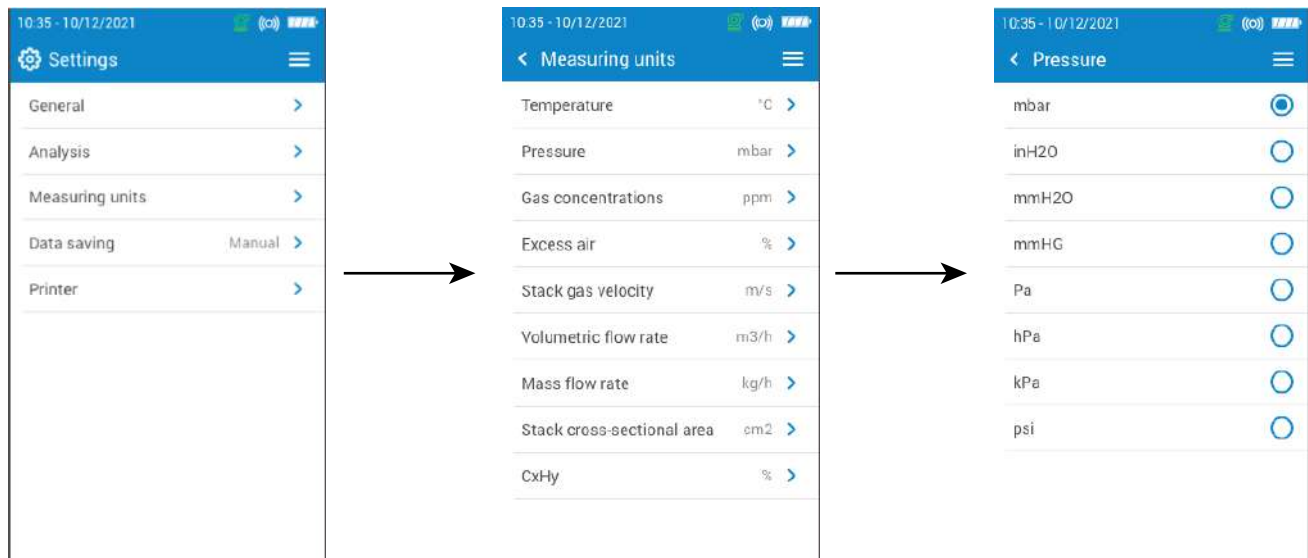 10:35 - 10/12/2021
Settings
General
Analysis
Measuring units
Data saving Manual
Printer
10:35 - 10/12/2021
Measuring units
Temperature °C
Pressure mbar
Gas concentrations ppm
Excess air %
Stack gas velocity m/s
Volumetric flow rate m3/h
Mass flow rate kg/h
Stack cross-sectional area cm2
CxHy %
10:35 - 10/12/2021
Pressure
mbar
inH2O
mmH2O
mmHG
Pa
hPa
kPa
psi